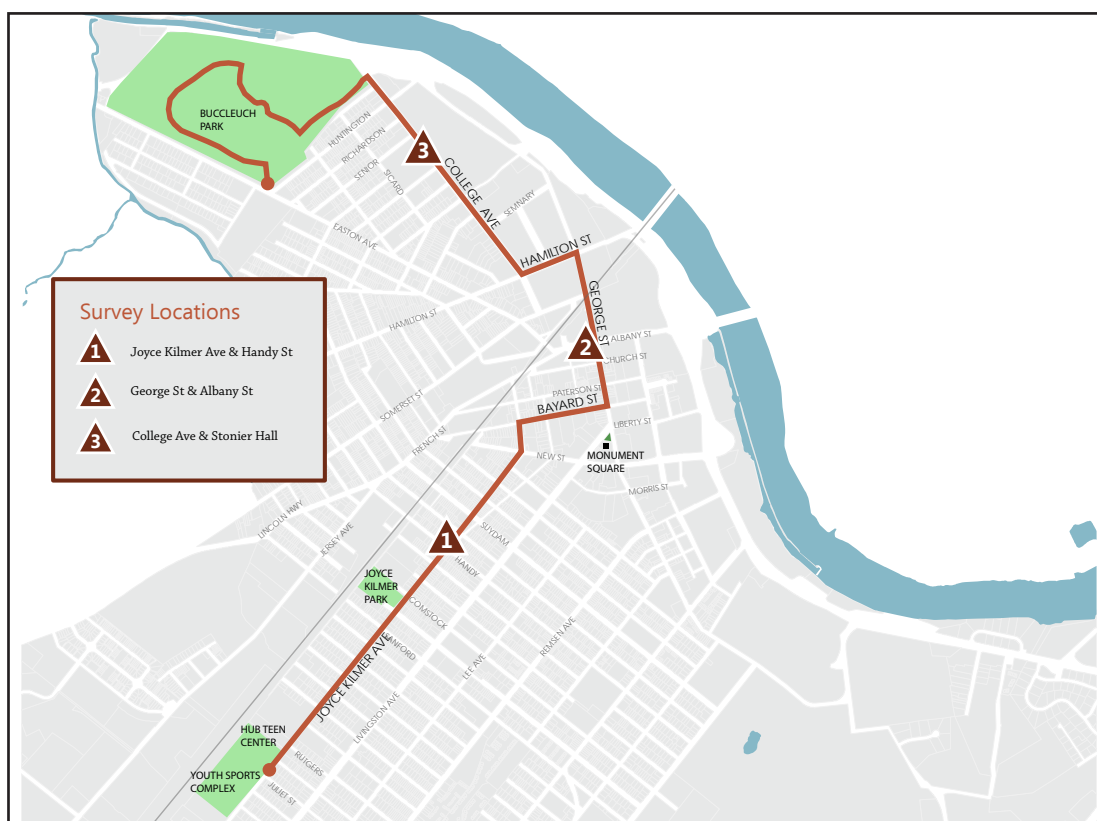 BUCCLEUCH
PARK
HUNTINGTON
RICHARDSON
SENIOR
SICARD
3
COLLEGE AVE
SEMNARY
EASTON AVE
HAMILTON ST
GEORGE ST
Survey Locations
1
Joyce Kilmer Ave & Handy St
2
George St & Albany St
3
College Ave & Stonier Hall
HAMILTON ST
2
ALBANY ST
CHURCH ST
PATERSON ST
BAYARD ST
SOMERSET ST
LIBERTY ST
FRENCH ST
NEW ST
MONUMENT
SQUARE
MORRIS ST
LINCOLN HWY
JERSEY AVE
1
SUYDAM
HANDY
JOYCE
KILMER
PARK
COMSTOCK
SANFORD
REMSEN AVE
LEE AVE
JOYCE KILMER AVE
LIVINGSTON AVE
HUB TEEN
CENTER
RUTGERS
YOUTH SPORTS
COMPLEX
JULIET ST